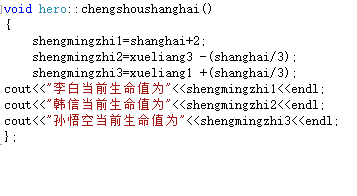 void hero::chengshoushanghai()
{
shengmingzhi1=shanghai+2;
shengmingzhi2=xueliang3 -(shanghai/3);
shengmingzhi3=xueliang1 +(shanghai/3);
cout<<"李白当前生命值为"<<shengmingzhi1<<endl;
cout<<"韩信当前生命值为"<<shengmingzhi2<<endl;
cout<<"孙悟空当前生命值为"<<shengmingzhi3<<endl;
};